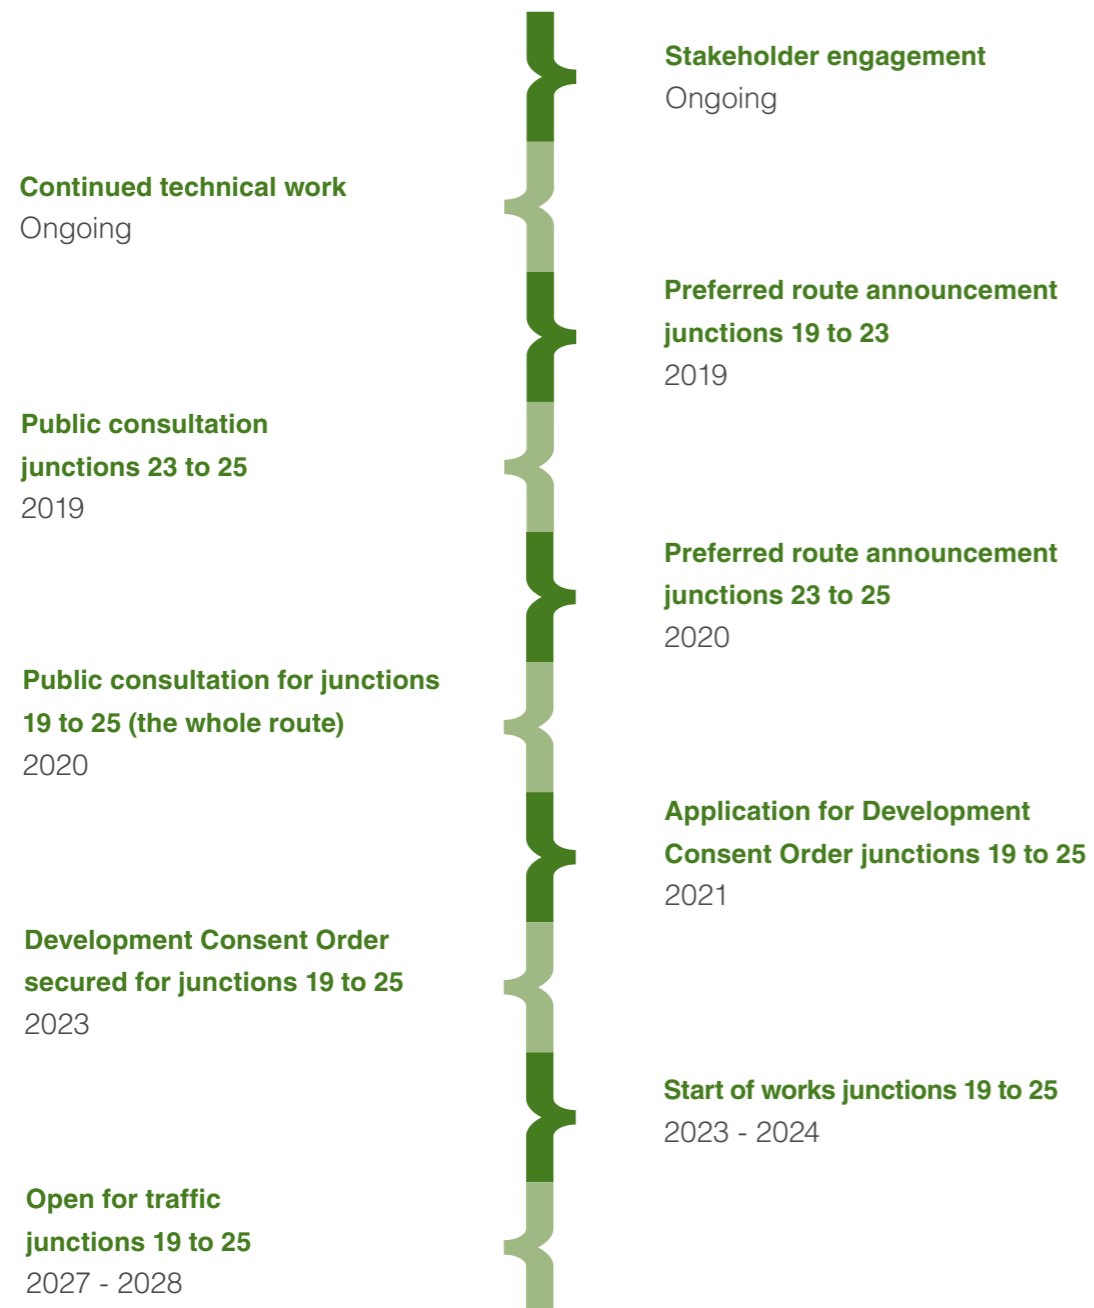 Stakeholder engagement
Ongoing
Continued technical work
Ongoing
Preferred route announcement
junctions 19 to 23
2019
Public consultation
junctions 23 to 25
2019
Preferred route announcement
junctions 23 to 25
2020
Public consultation for junctions
19 to 25 (the whole route)
2020
Application for Development
Consent Order junctions 19 to 25
2021
Development Consent Order
secured for junctions 19 to 25
2023
Start of works junctions 19 to 25
2023 - 2024
Open for traffic
junctions 19 to 25
2027 - 2028